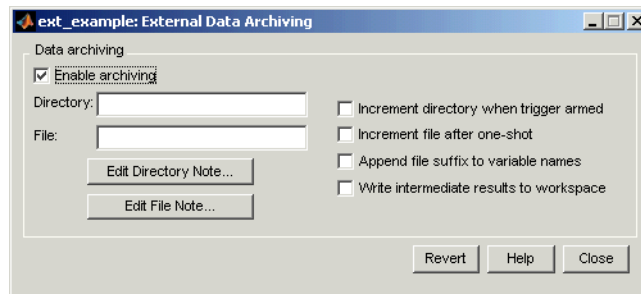 ext_example: External Data Archiving
Data archiving
Enable archiving
Directory:
File:
Edit Directory Note...
Edit File Note...
Increment directory when trigger armed
Increment file after one-shot
Append file suffix to variable names
Write intermediate results to workspace
Revert Help Close